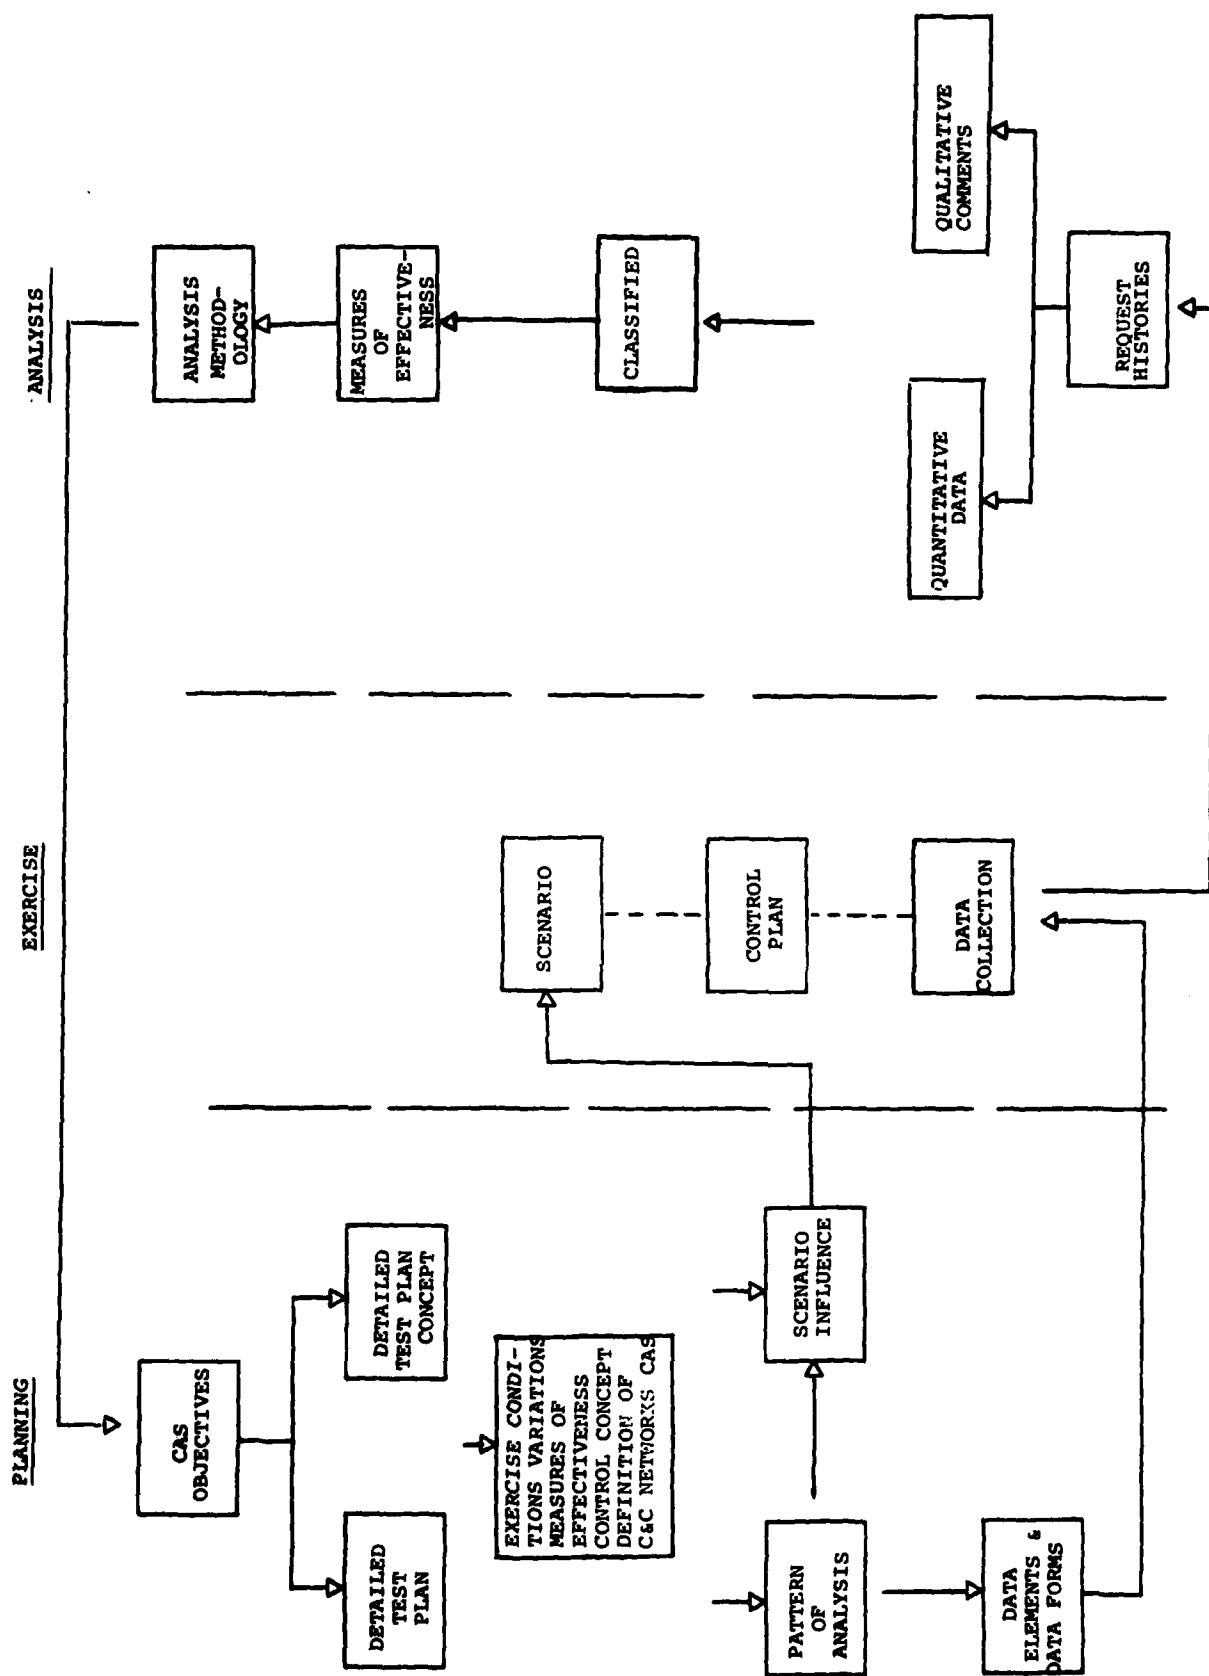 PLANNING
EXERCISE
ANALYSIS
CAS
OBJECTIVES
DETAILED
TEST
PLAN
DETAILED
TEST PLAN
CONCEPT
EXERCISE CONDI-
TIONS VARIATIONS
MEASURES OF
EFFECTIVENESS
CONTROL CONCEPT
DEFINITION OF
C&C NETWORKS CAS
PATTERN
OF
ANALYSIS
SCENARIO
INFLUENCE
DATA
ELEMENTS &
DATA FORMS
SCENARIO
CONTROL
PLAN
DATA
COLLECTION
ANALYSIS
METHOD-
OLOGY
MEASURES
OF
EFFECTIVE-
NESS
CLASSIFIED
QUANTITATIVE
DATA
QUALITATIVE
COMMENTS
REQUEST
HISTORIES